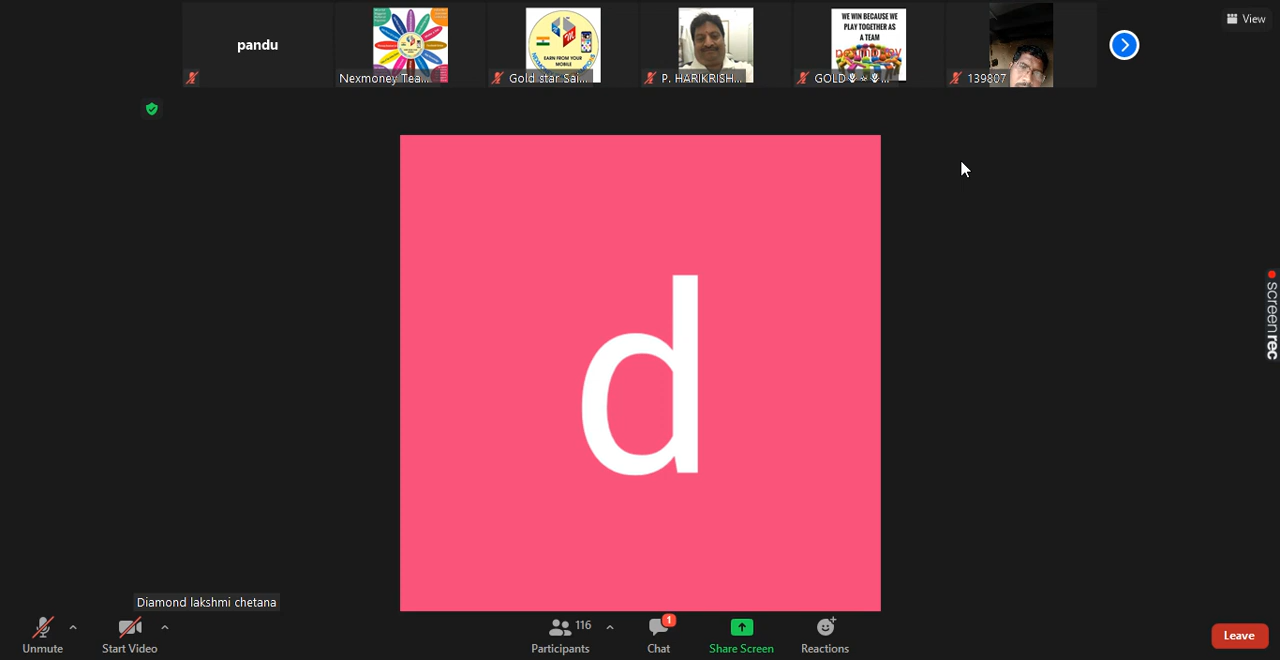 pandu
Nexmoney Tea...
EARN FROM YOUR
MOBILE
Gold star Sai...
P. HARIKRISH...
WE WIN BECAUSE WE
PLAY TOGETHER AS
A TEAM
GOLD
139807
View
d
screenrec
Diamond lakshmi chetana
Unmute
Start Video
116
Participants
1
Chat
Share Screen
Reactions
Leave